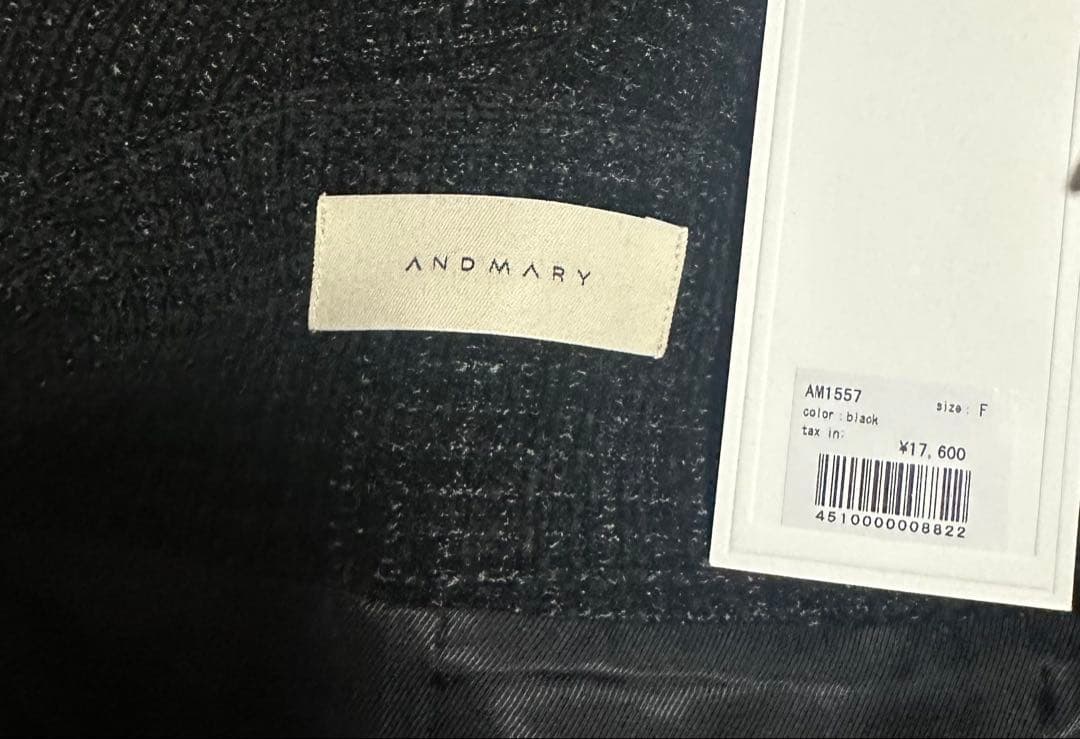 ANDMARY
AM1557
size: F
color : black
tax in:
¥17,600
4510000008822